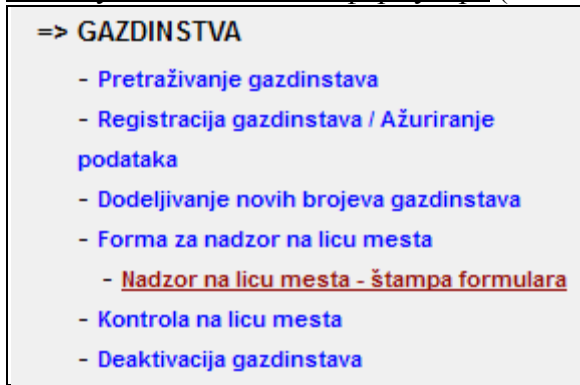 => GAZDINSTVA
- Pretraživanje gazdinstava
- Registracija gazdinstava / Ažuriranje
podataka
- Dodeljivanje novih brojeva gazdinstava
- Forma za nadzor na licu mesta
- Nadzor na licu mesta - štampa formulara
- Kontrola na licu mesta
- Deaktivacija gazdinstava